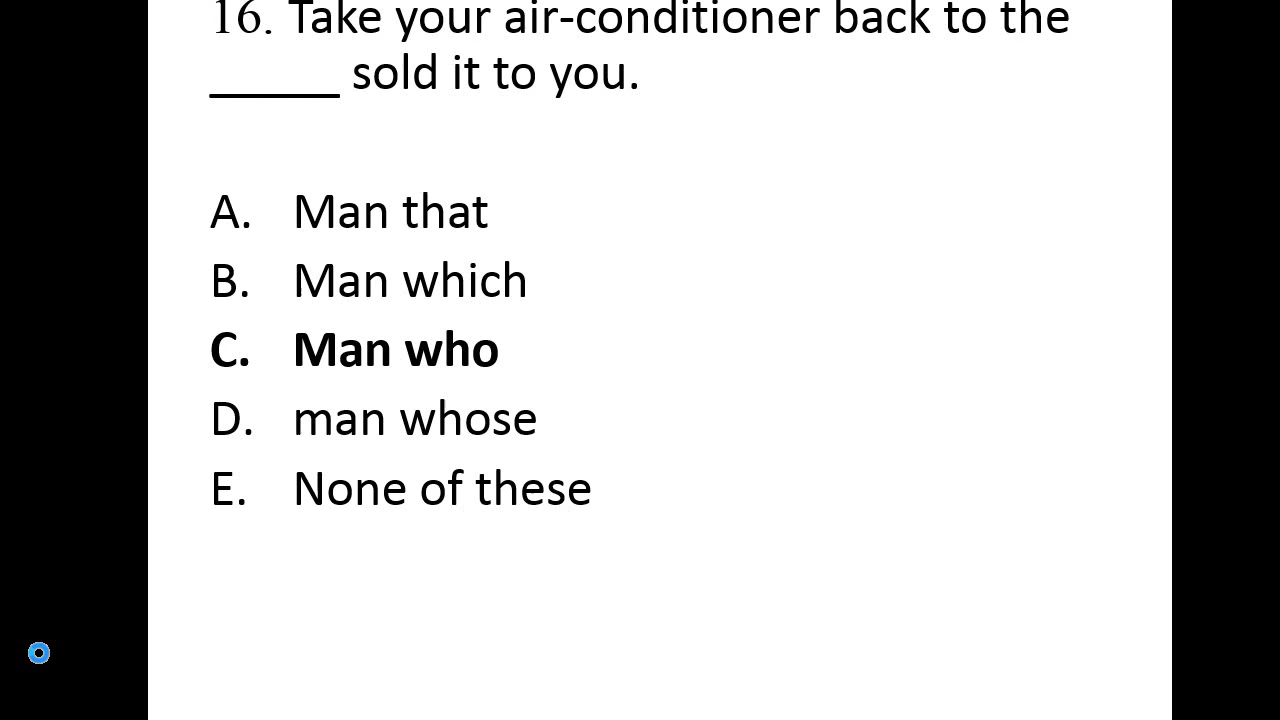 16. Take your air-conditioner back to the
_____ sold it to you.
A. Man that
B. Man which
C. Man who
D. man whose
E. None of these